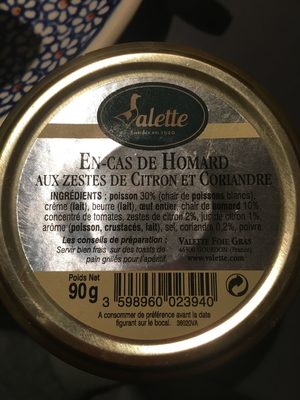 Valette
Fondée en 1920
EN-CAS DE HOMARD
AUX ZESTES DE CITRON ET CORIANDRE
INGRÉDIENTS : poisson 30% (chair de poissons blancs),
crème (lait), beurre (lait), œuf entier, chair de homard 10%,
concentré de tomates, zestes de citron 2%, jus de citron 1%,
arôme (poisson, crustacés, lait), sel, coriandre 0,2%, poivre
Les conseils de préparation :
Servir bien frais sur des toasts de
pain grillés pour l'apéritif.
VALETTE FOIE GRAS
46300 GOURDON (France)
www.valette.com
Poids Net
90g
3 598960 023940
A consommer de préférence avant la date
figurant sur le bocal. 38020VA